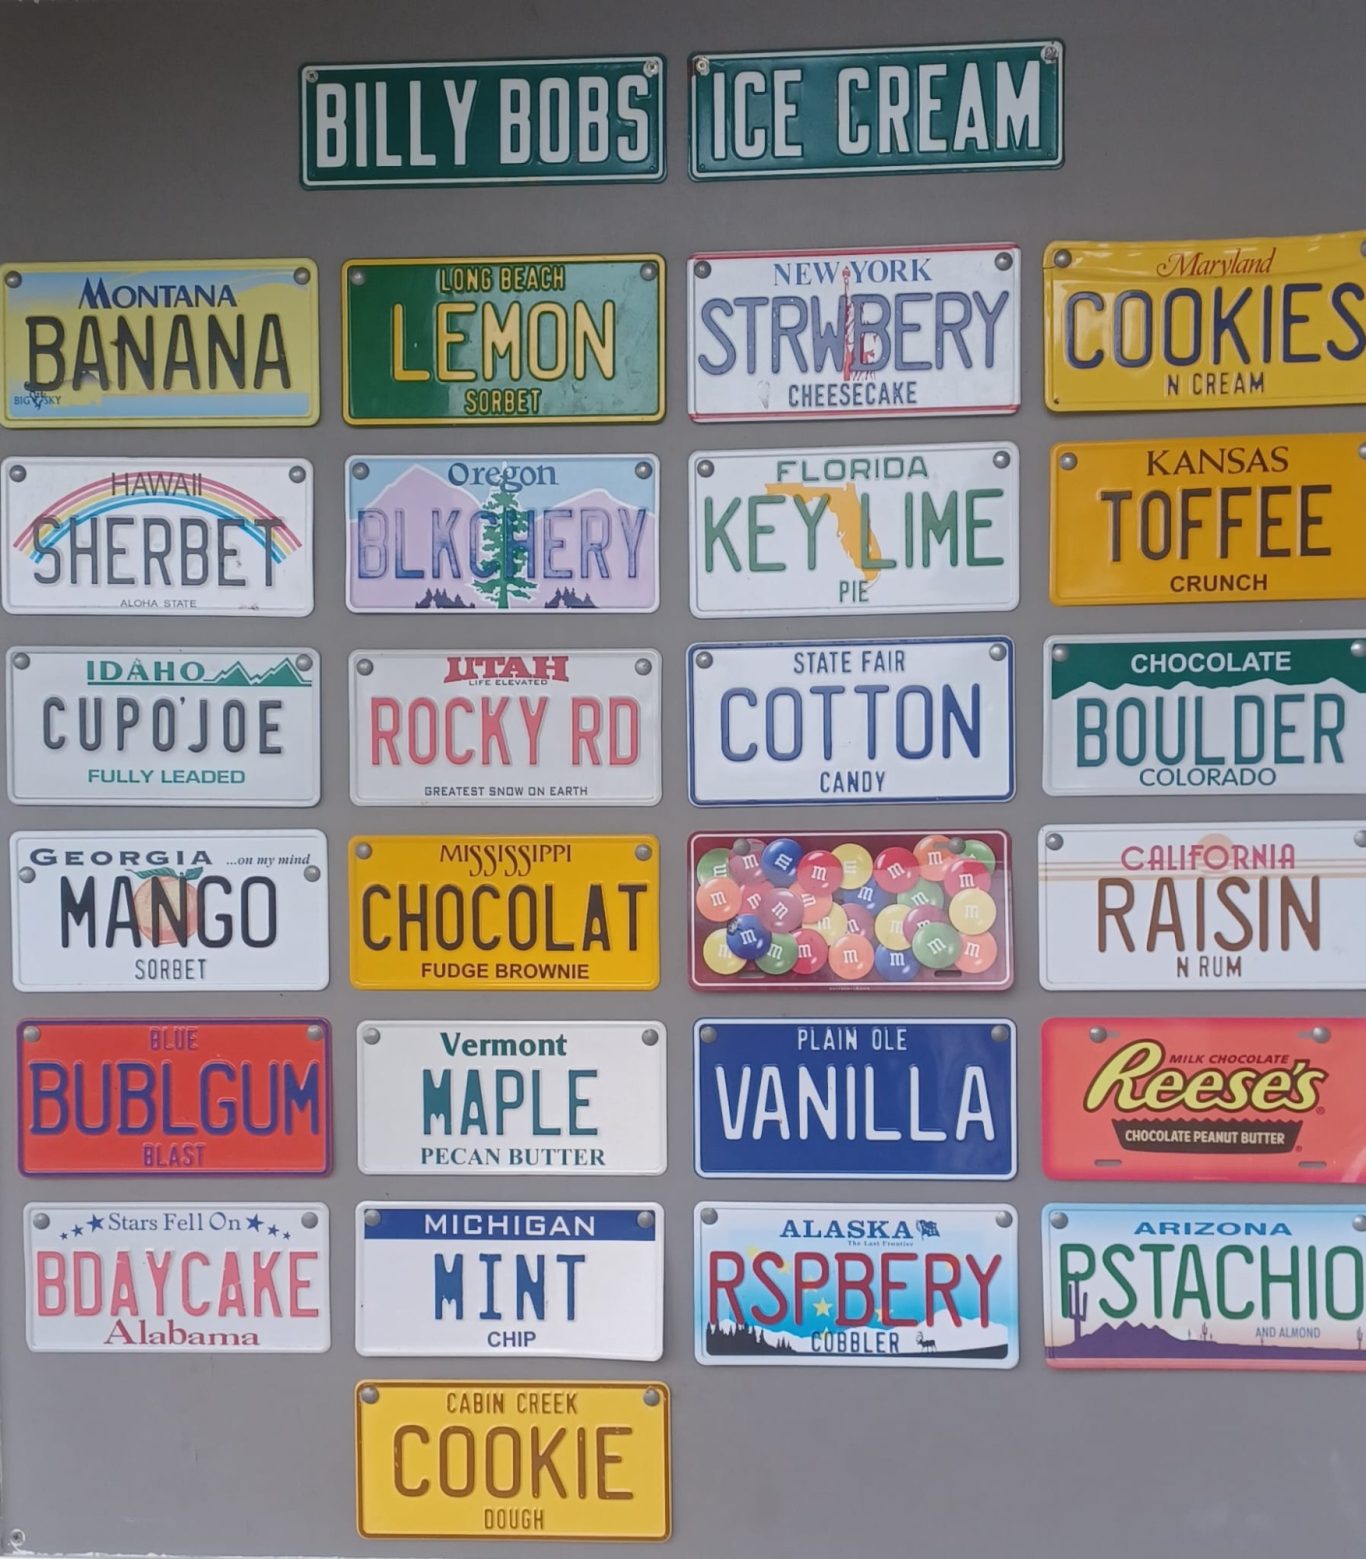 BILLY BOBS
ICE CREAM
MONTANA
BANANA
BIG SKY
LONG BEACH
LEMON
SORBET
NEW YORK
STRWBERY
CHEESECAKE
Maryland
COOKIES
N CREAM
HAWAII
SHERBET
ALOHA STATE
Oregon
BLKCHERY
FLORIDA
KEY LIME
PIE
KANSAS
TOFFEE
CRUNCH
IDAHO
CUPO'JOE
FULLY LEADED
UTAH
LIFE ELEVATED
ROCKY RD
GREATEST SNOW ON EARTH
STATE FAIR
COTTON
CANDY
CHOCOLATE
BOULDER
COLORADO
GEORGIA ...on my mind
MANGO
SORBET
MISSISSIPPI
CHOCOLAT
FUDGE BROWNIE
m m m m m m m m m m m m m m m m m m m m m m
CALIFORNIA
RAISIN
N RUM
BLUE
BUBLGUM
BLAST
Vermont
MAPLE
PECAN BUTTER
PLAIN OLE
VANILLA
MILK CHOCOLATE
Reese's
CHOCOLATE PEANUT BUTTER
Stars Fell On
BDAYCAKE
Alabama
MICHIGAN
MINT
CHIP
ALASKA
The Last Frontier
RSPBERY
COBBLER
ARIZONA
PSTACHIO
AND ALMOND
CABIN CREEK
COOKIE
DOUGH